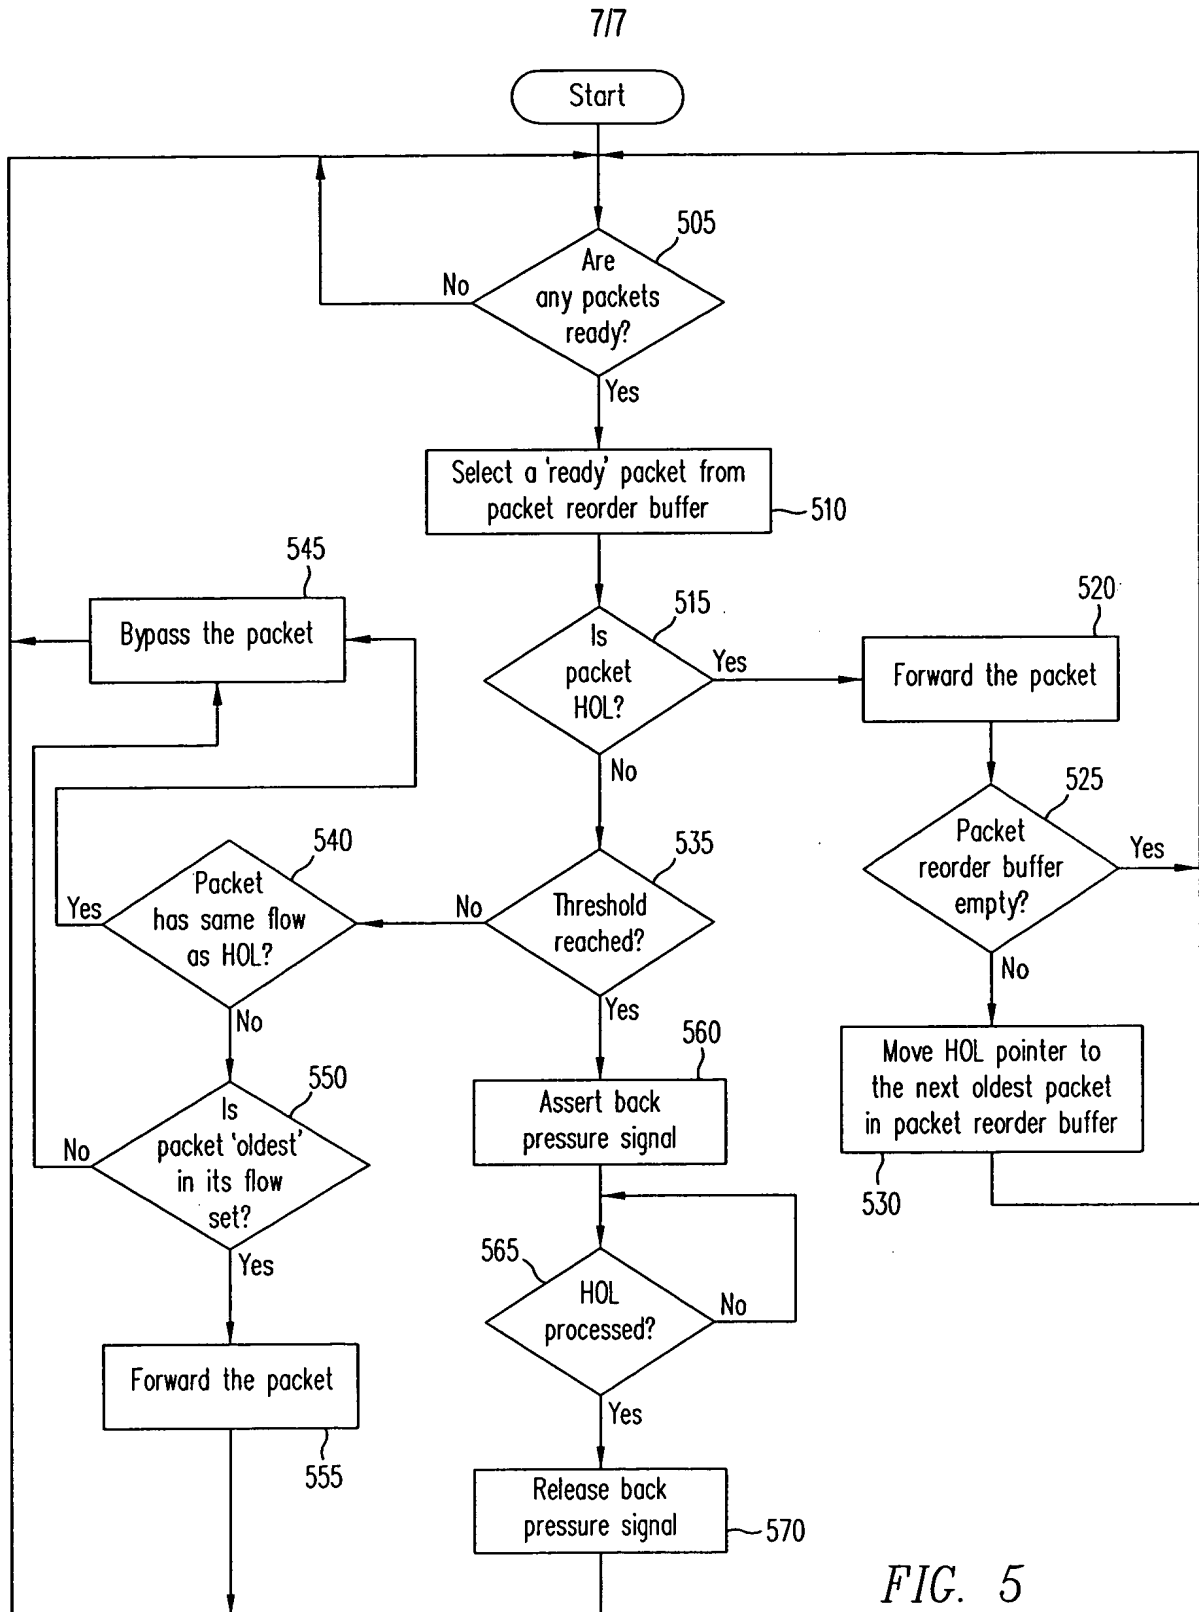 7/7
Start
505
Are
any packets
ready?
No
Yes
Select a 'ready' packet from
packet reorder buffer
510
545
Bypass the packet
515
Is
packet
HOL?
Yes
No
520
Forward the packet
525
Packet
reorder buffer
empty?
Yes
No
540
Packet
has same flow
as HOL?
Yes
No
535
Threshold
reached?
No
Yes
Move HOL pointer to
the next oldest packet
in packet reorder buffer
530
550
Is
packet 'oldest'
in its flow
set?
No
Yes
560
Assert back
pressure signal
565
HOL
processed?
No
Yes
Forward the packet
555
Release back
pressure signal
570
FIG. 5